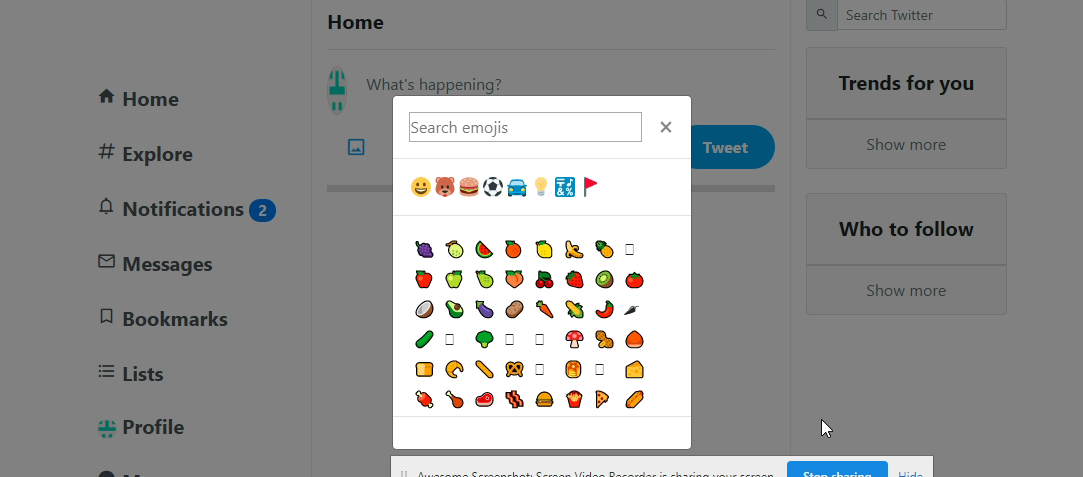 Home
Explore
Notifications 2
Messages
Bookmarks
Lists
Profile
Home
What's happening?
Tweet
Search emojis
×
Search Twitter
Trends for you
Show more
Who to follow
Show more
Awesome Screenshot: Screen Video Recorder is sharing your screen.
Stop sharing
Hide